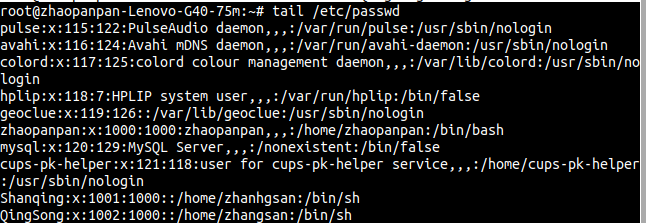 root@zhaopanpan-Lenovo-G40-75m:~# tail /etc/passwd
pulse:x:115:122:PulseAudio daemon,,,:/var/run/pulse:/usr/sbin/nologin
avahi:x:116:124:Avahi mDNS daemon,,,:/var/run/avahi-daemon:/usr/sbin/nologin
colord:x:117:125:colord colour management daemon,,,:/var/lib/colord:/usr/sbin/no
login
hplip:x:118:7:HPLIP system user,,,:/var/run/hplip:/bin/false
geoclue:x:119:126::/var/lib/geoclue:/usr/sbin/nologin
zhaopanpan:x:1000:1000:zhaopanpan,,,:/home/zhaopanpan:/bin/bash
mysql:x:120:129:MySQL Server,,,:/nonexistent:/bin/false
cups-pk-helper:x:121:118:user for cups-pk-helper service,,,:/home/cups-pk-helper
:/usr/sbin/nologin
Shanqing:x:1001:1000::/home/zhanhgsan:/bin/sh
QingSong:x:1002:1000::/home/zhangsan:/bin/sh